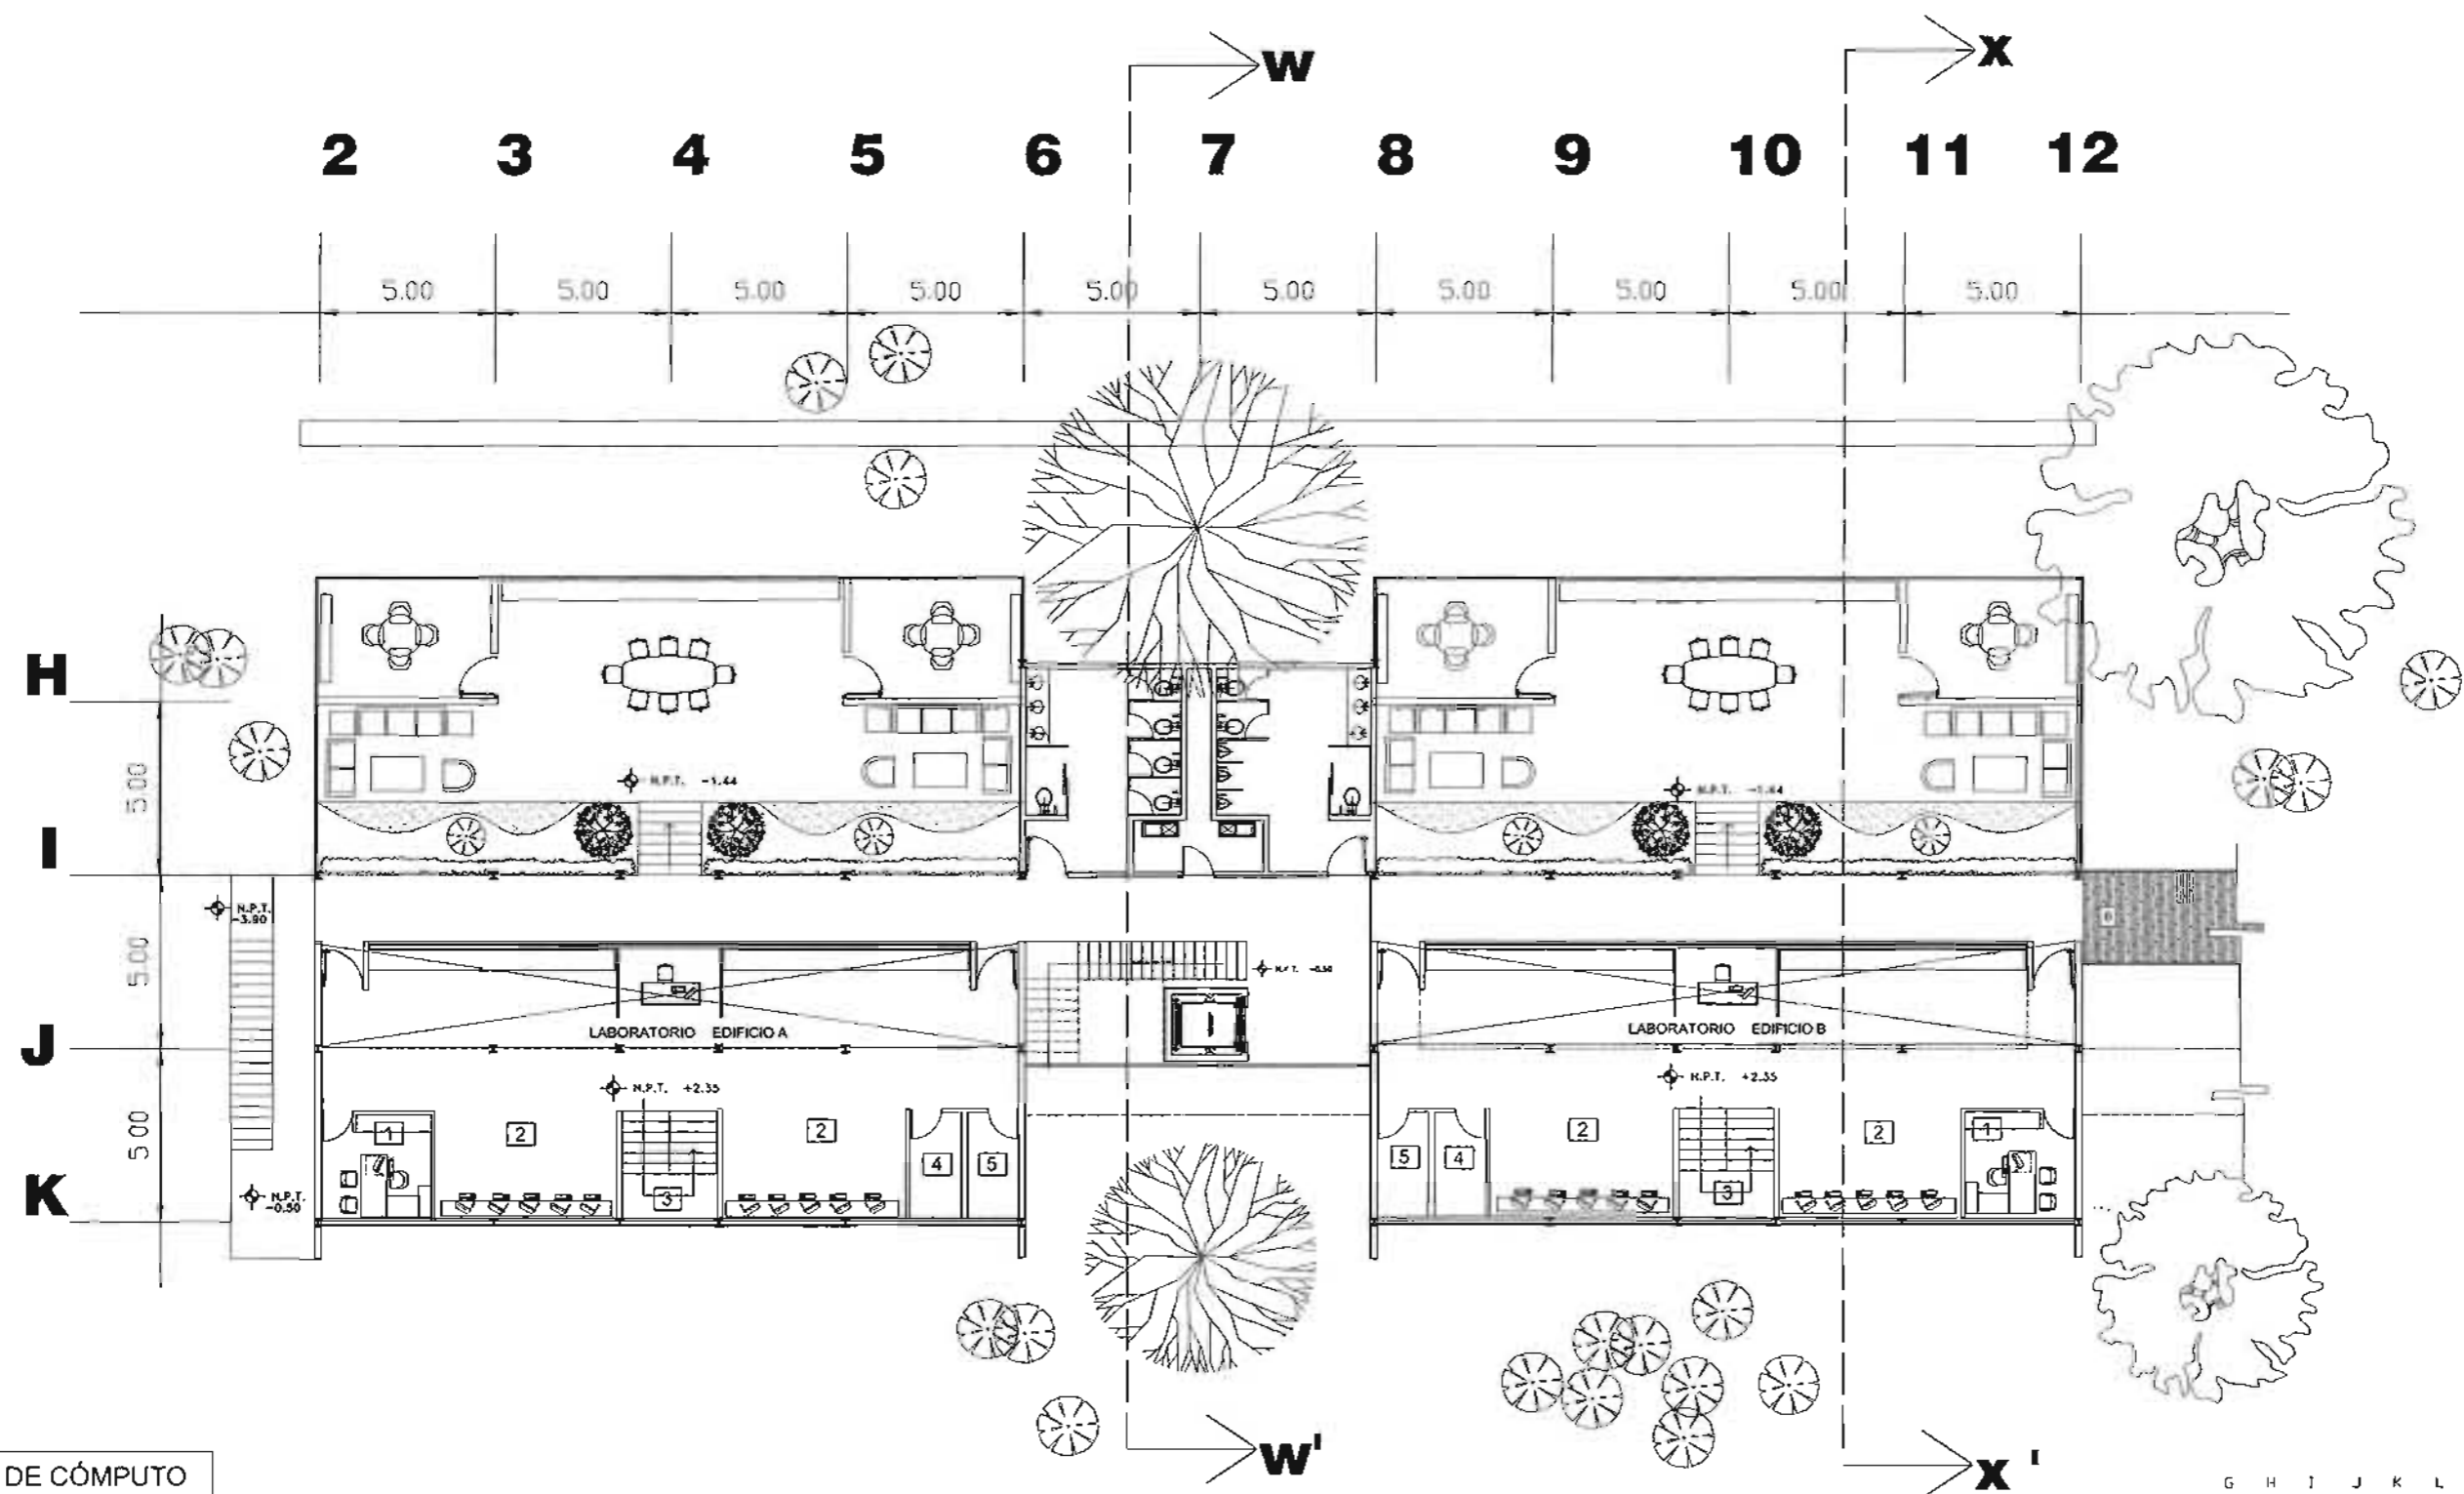 W X
2 3 4 5 6 7 8 9 10 11 12
5.00 5.00 5.00 5.00 5.00 5.00 5.00 5.00 5.00 5.00
H
N.P.T. -1.44 N.P.T. -1.44
5.00
I
N.P.T.
-3.90
5.00
LABORATORIO EDIFICIO A
LABORATORIO EDIFICIO B
J
N.P.T. +2.35 N.P.T. +2.35
5.00
1 2 2 2 2 1
4 5 5 4
3 3
K
N.P.T.
-0.50
W' X'
DE CÓMPUTO
G H I J K L